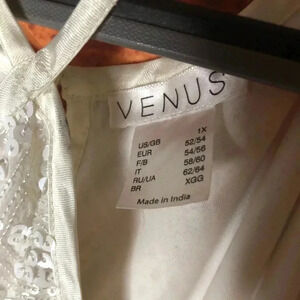 VENUS
1X
US/GB 52/54
EUR 54/56
F/B 58/60
IT 62/64
RU/UA XGG
BR
Made in India